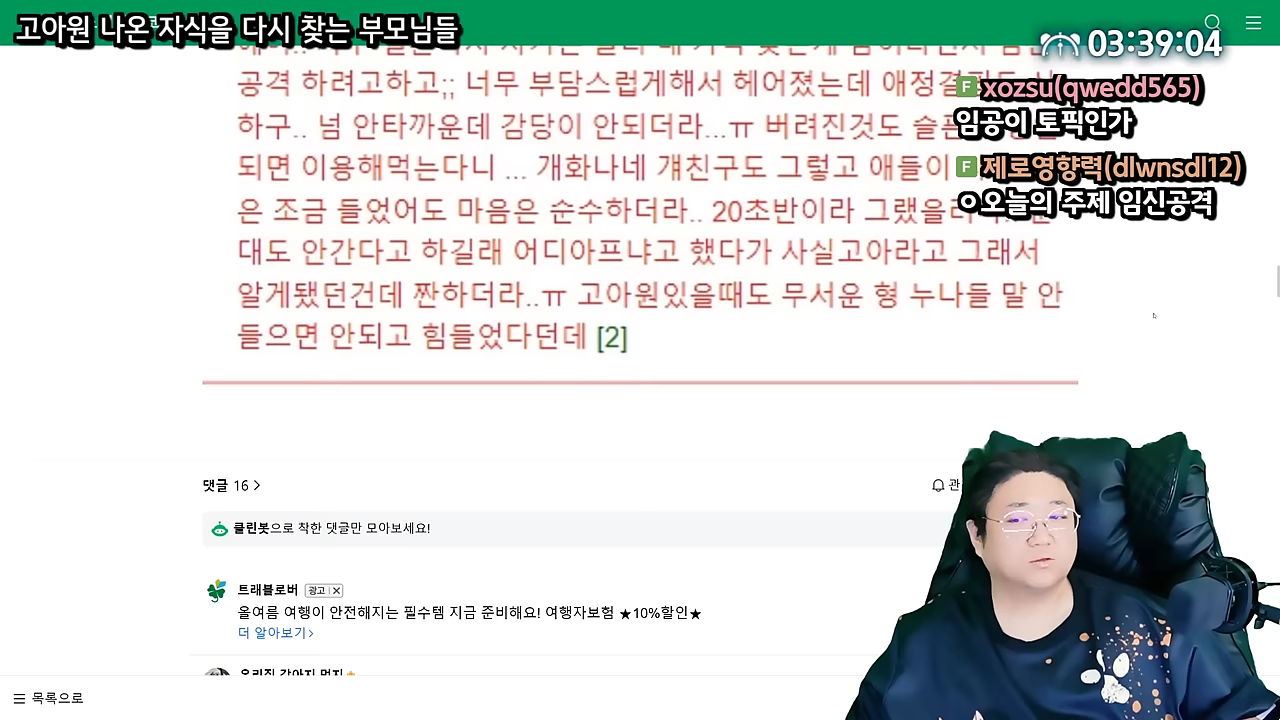 고아원 나온 자식을 다시 찾는 부모님들
03:39:04
공격 하려고하고;; 너무 부담스럽게해서 헤어졌는데
하구.. 넘 안타까운데 감당이 안되더라...ㅠ 버려진것도
되면 이용해먹는다니 ... 개화나네 걔친구도 그렇고 애들이
은 조금 들었어도 마음은 순수하더라.. 20초반이라
대도 안간다고 하길래 어디아프냐고 했다가 사실고아라고 그래서
알게됐던건데 짠하더라..ㅠ 고아원있을때도 무서운 형 누나들 말 안
들으면 안되고 힘들었다던데 [2]
F xozsu(qwedd565)
임공이 토픽인가
F 제로영향력(dlwnsdl12)
ㅇ오늘의 주제 임신공격
댓글 16 >
클린봇으로 착한 댓글만 모아보세요!
트래블로버 광고
올여름 여행이 안전해지는 필수템 지금 준비해요! 여행자보험 ★10%할인★
더 알아보기 >
목록으로